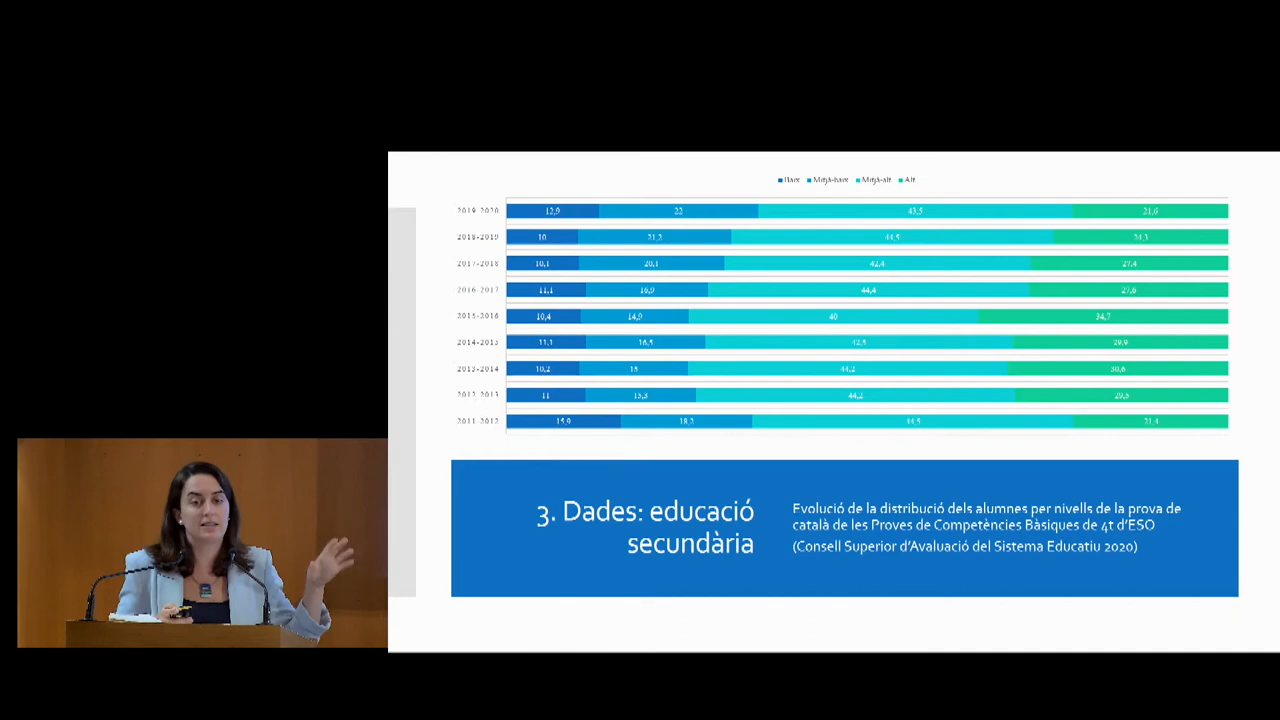 Baix Mitjà-baix Mitjà-alt Alt
2019-2020 12,9 22 43,5 21,6
2018-2019 10 21,2 44,5 24,3
2017-2018 10,1 20,1 42,4 27,4
2016-2017 11,1 16,9 44,4 27,6
2015-2016 10,4 14,9 40 34,7
2014-2015 11,1 16,5 42,5 29,9
2013-2014 10,2 15 44,2 30,6
2012-2013 11 15,3 44,2 29,5
2011-2012 15,9 18,2 44,5 21,4
3. Dades: educació
secundària
Evolució de la distribució dels alumnes per nivells de la prova de
català de les Proves de Competències Bàsiques de 4t d'ESO
(Consell Superior d'Avaluació del Sistema Educatiu 2020)